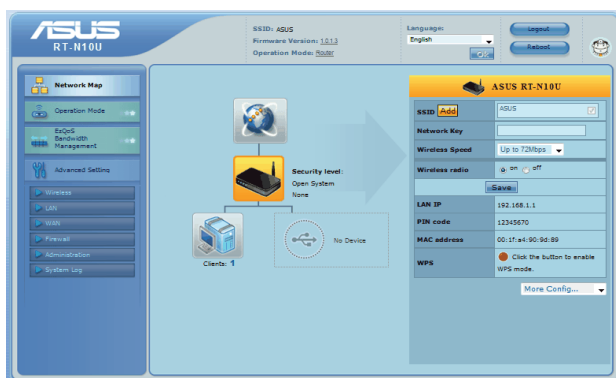 ASUS
RT-N10U
SSID: ASUS
Firmware Version: 1.0.1.3
Operation Mode: Router
Language:
English
OK
Logout
Reboot
Network Map
Operation Mode
EzQoS
Bandwidth
Management
Advanced Setting
Wireless
LAN
WAN
Firewall
Administration
System Log
Security level:
Open System
None
Clients: 1
No Device
ASUS RT-N10U
SSID Add ASUS
Network Key
Wireless Speed Up to 72Mbps
Wireless radio on off
Save
LAN IP 192.168.1.1
PIN code 12345670
MAC address 00:1f:a4:90:9d:89
WPS Click the button to enable
WPS mode.
More Config...